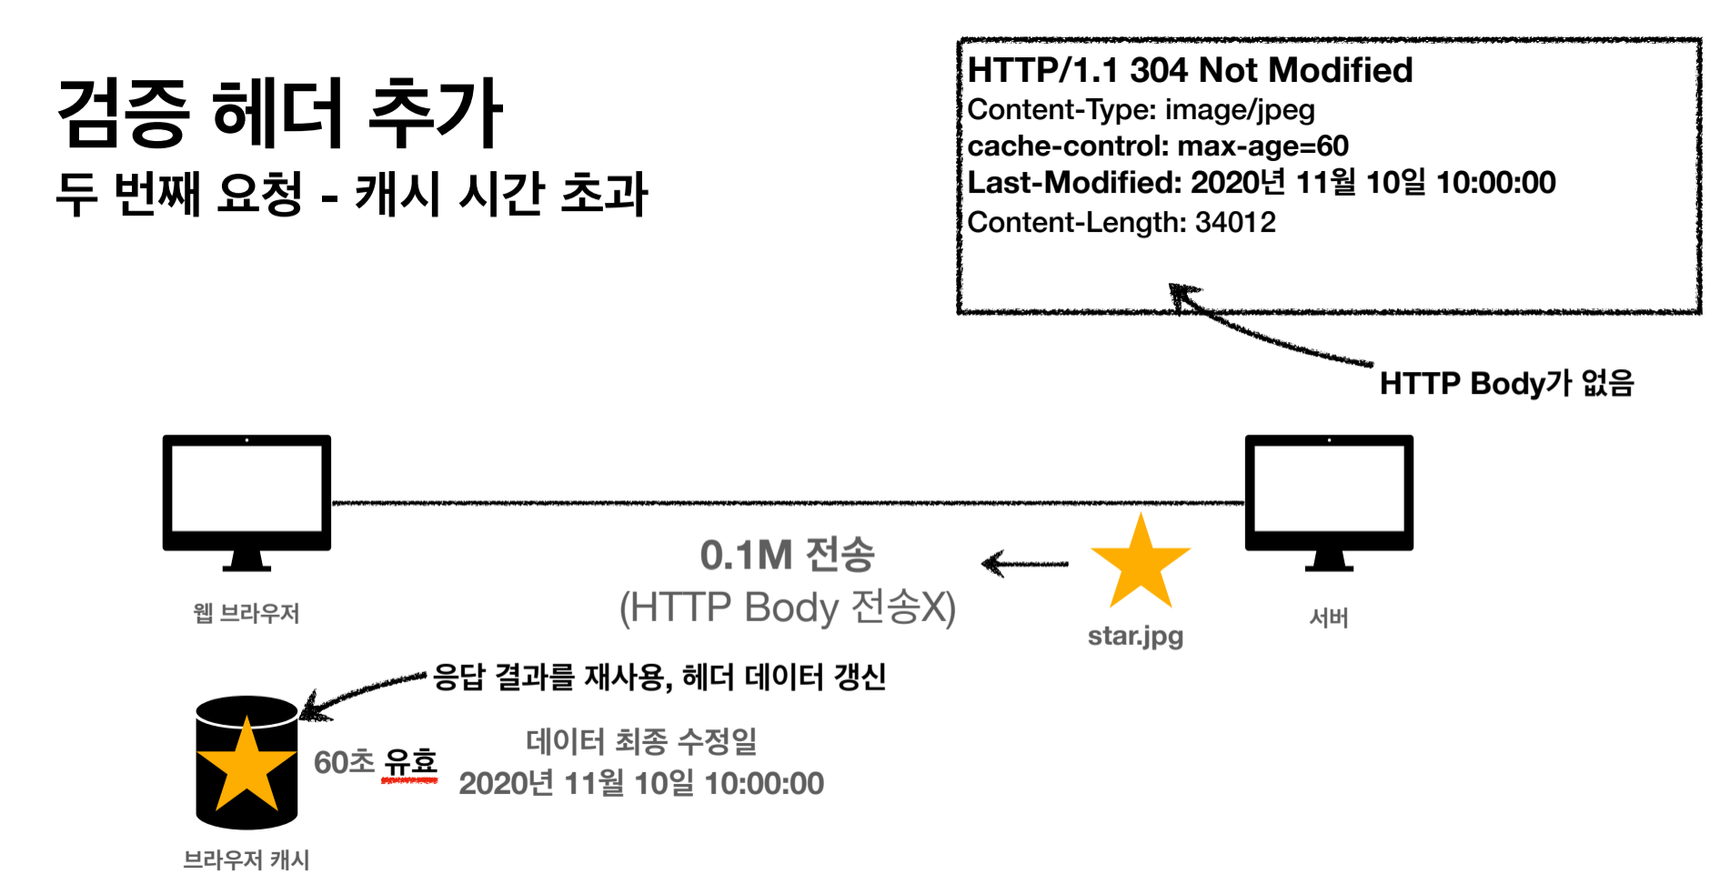 검증 헤더 추가
두 번째 요청 - 캐시 시간 초과
HTTP/1.1 304 Not Modified
Content-Type: image/jpeg
cache-control: max-age=60
Last-Modified: 2020년 11월 10일 10:00:00
Content-Length: 34012
HTTP Body가 없음
0.1M 전송
(HTTP Body 전송X)
웹 브라우저
star.jpg
서버
응답 결과를 재사용, 헤더 데이터 갱신
60초 유효
데이터 최종 수정일
2020년 11월 10일 10:00:00
브라우저 캐시